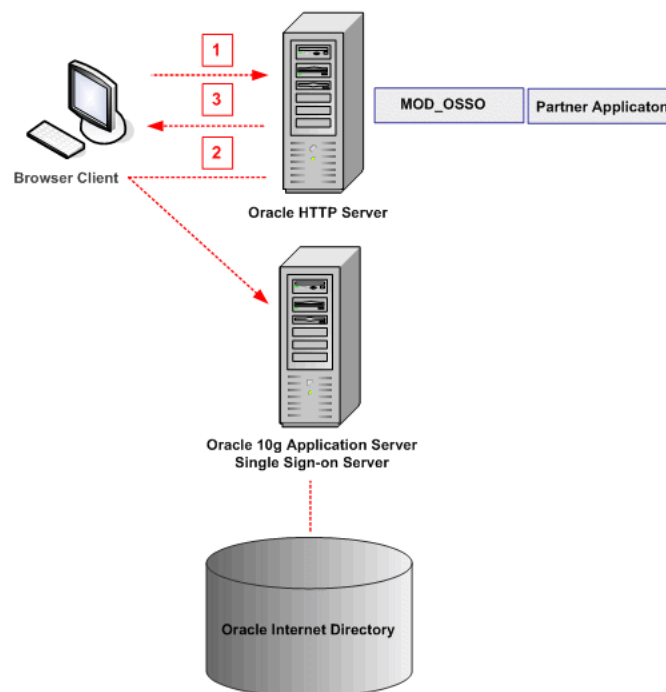 1
3
MOD_OSSO
Partner Applicaton
2
Browser Client
Oracle HTTP Server
Oracle 10g Application Server
Single Sign-on Server
Oracle Internet Directory